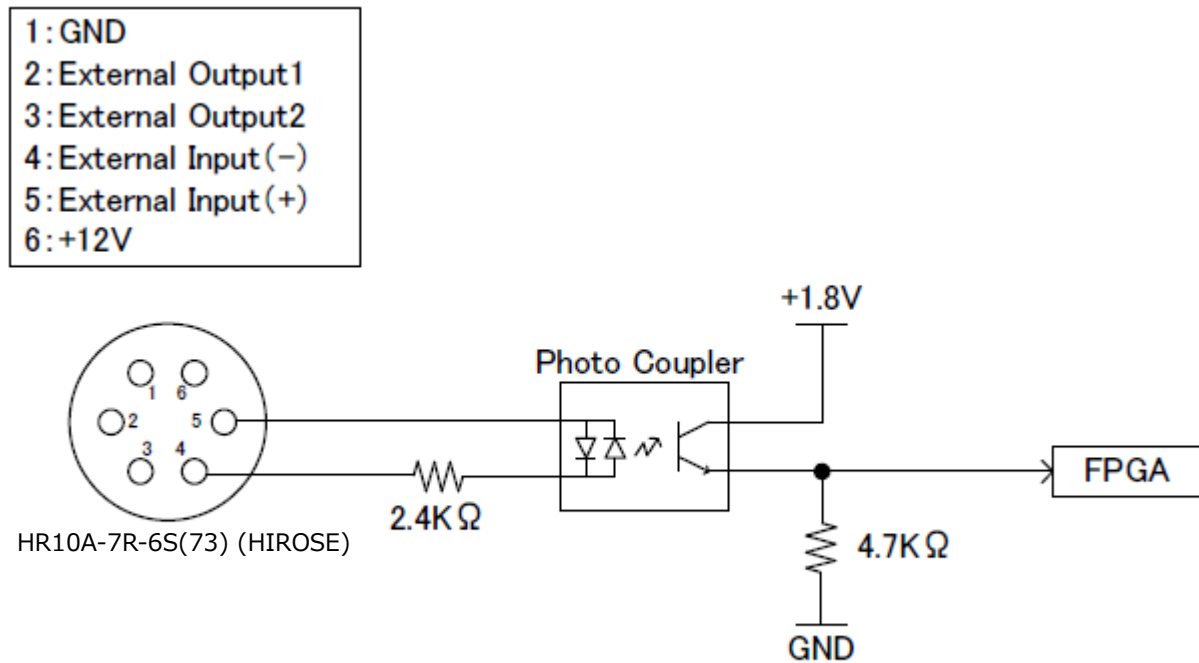 1:GND
2:External Output1
3:External Output2
4:External Input(-)
5:External Input(+)
6:+12V
+1.8V
Photo Coupler
1 6
2 5
3 4
FPGA
2.4KΩ
HR10A-7R-6S(73) (HIROSE)
4.7KΩ
GND